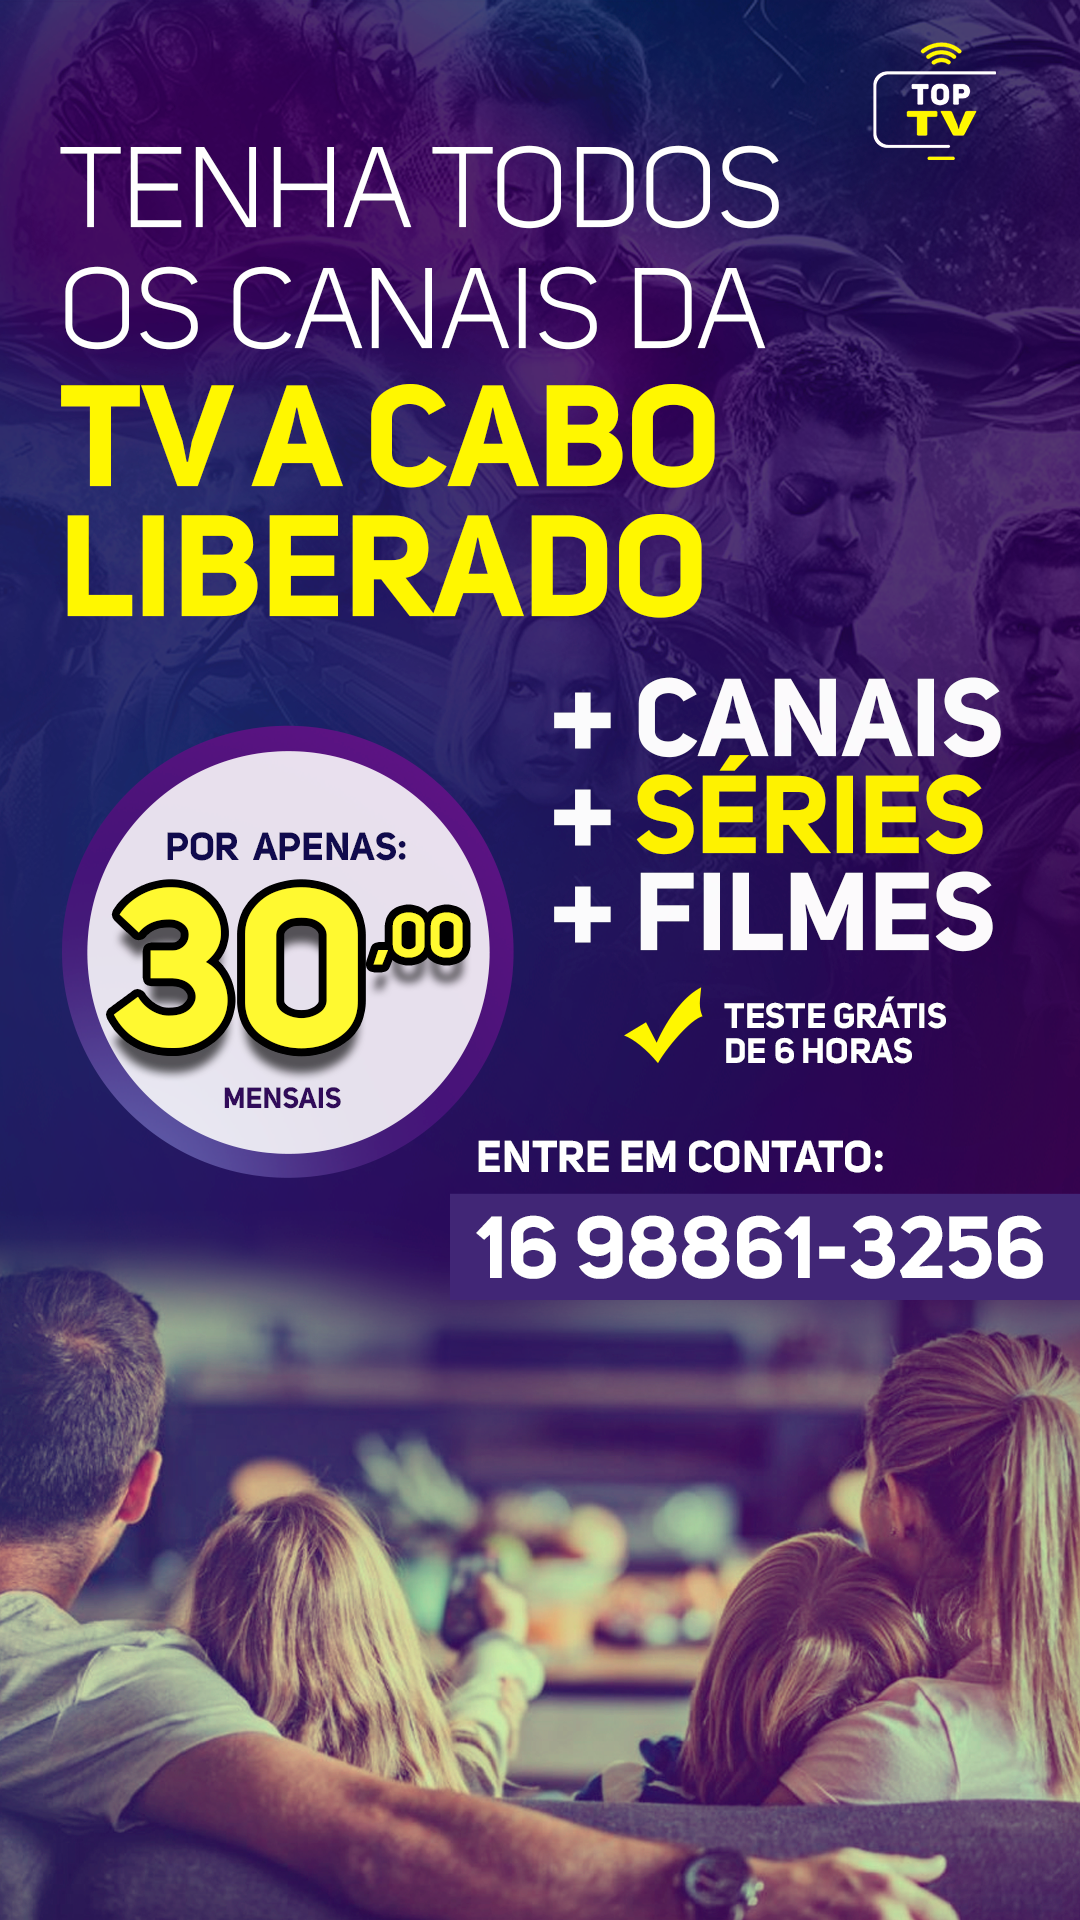 TOP
TV
TENHA TODOS
OS CANAIS DA
TV A CABO
LIBERADO
+ CANAIS
+ SÉRIES
+ FILMES
POR APENAS:
30,00
MENSAIS
TESTE GRÁTIS
DE 6 HORAS
ENTRE EM CONTATO:
16 98861-3256